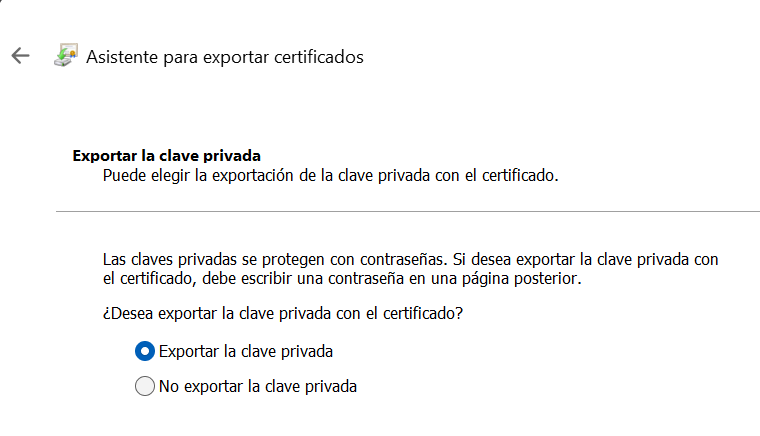 Asistente para exportar certificados
Exportar la clave privada
Puede elegir la exportación de la clave privada con el certificado.
Las claves privadas se protegen con contraseñas. Si desea exportar la clave privada con
el certificado, debe escribir una contraseña en una página posterior.
¿Desea exportar la clave privada con el certificado?
Exportar la clave privada
No exportar la clave privada